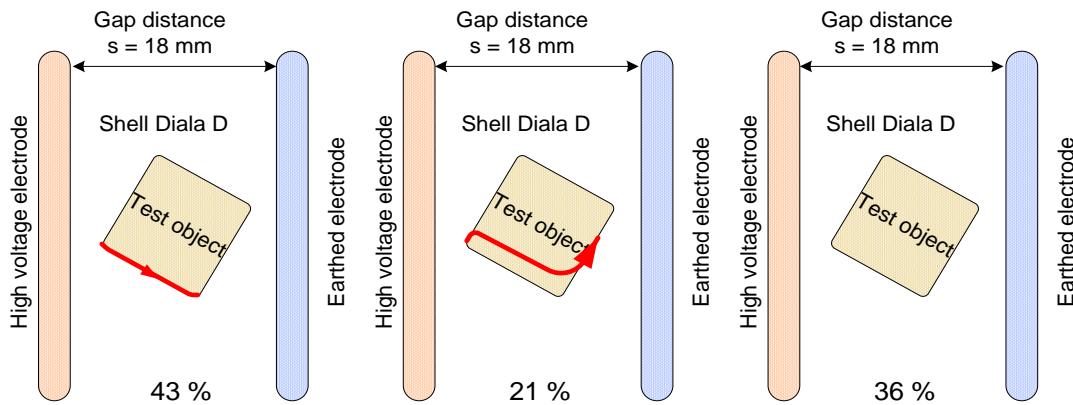 Gap distance
s = 18 mm
High voltage electrode
Shell Diala D
Test object
Earthed electrode
43 %
Gap distance
s = 18 mm
High voltage electrode
Shell Diala D
Test object
Earthed electrode
21 %
Gap distance
s = 18 mm
High voltage electrode
Shell Diala D
Test object
Earthed electrode
36 %